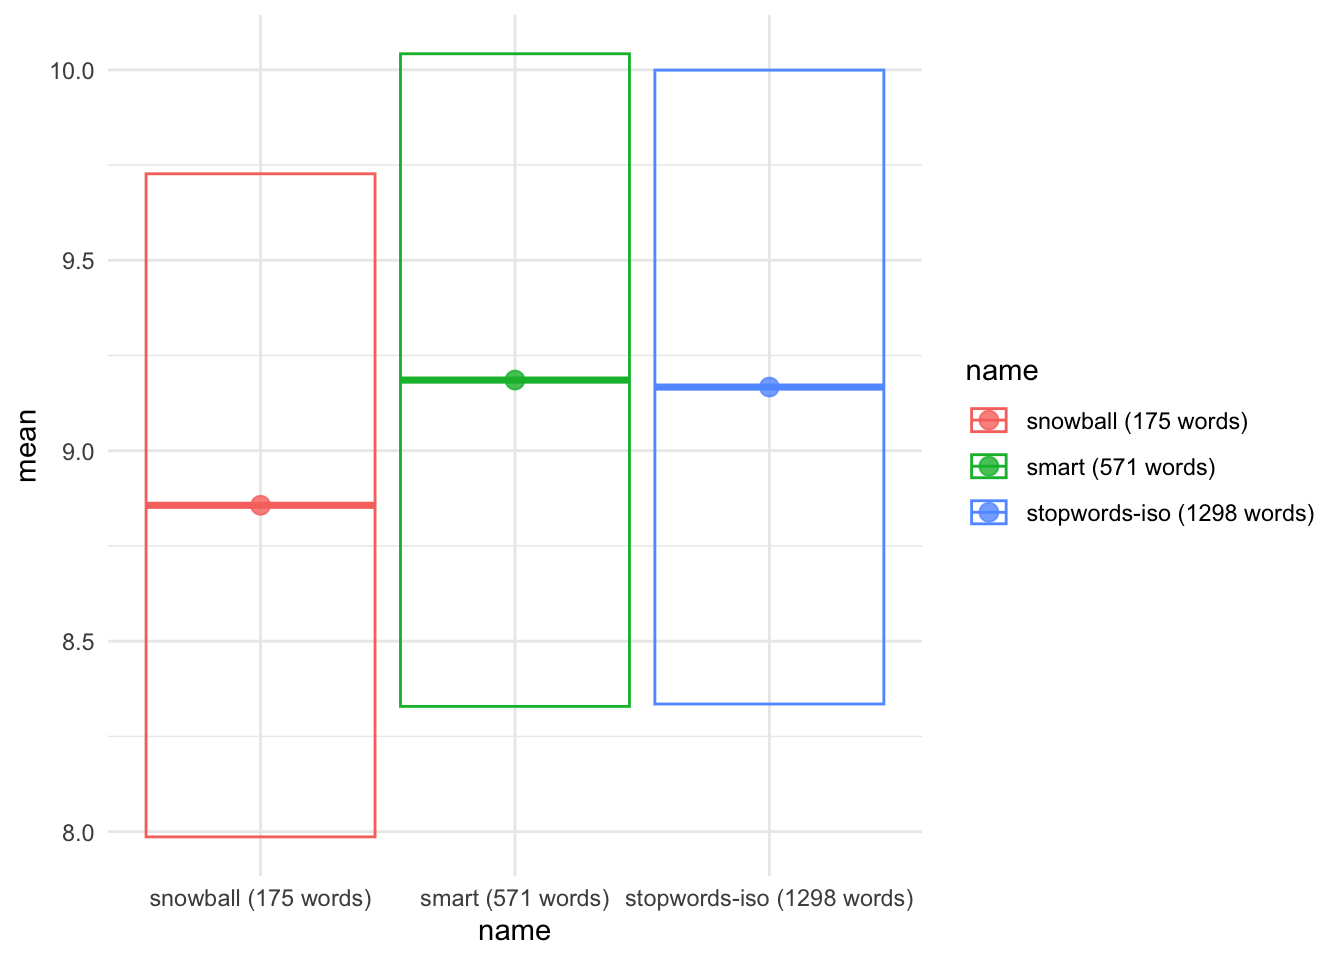 10.0
9.5
9.0
8.5
8.0
mean
snowball (175 words)
smart (571 words)
stopwords-iso (1298 words)
name
name
snowball (175 words)
smart (571 words)
stopwords-iso (1298 words)